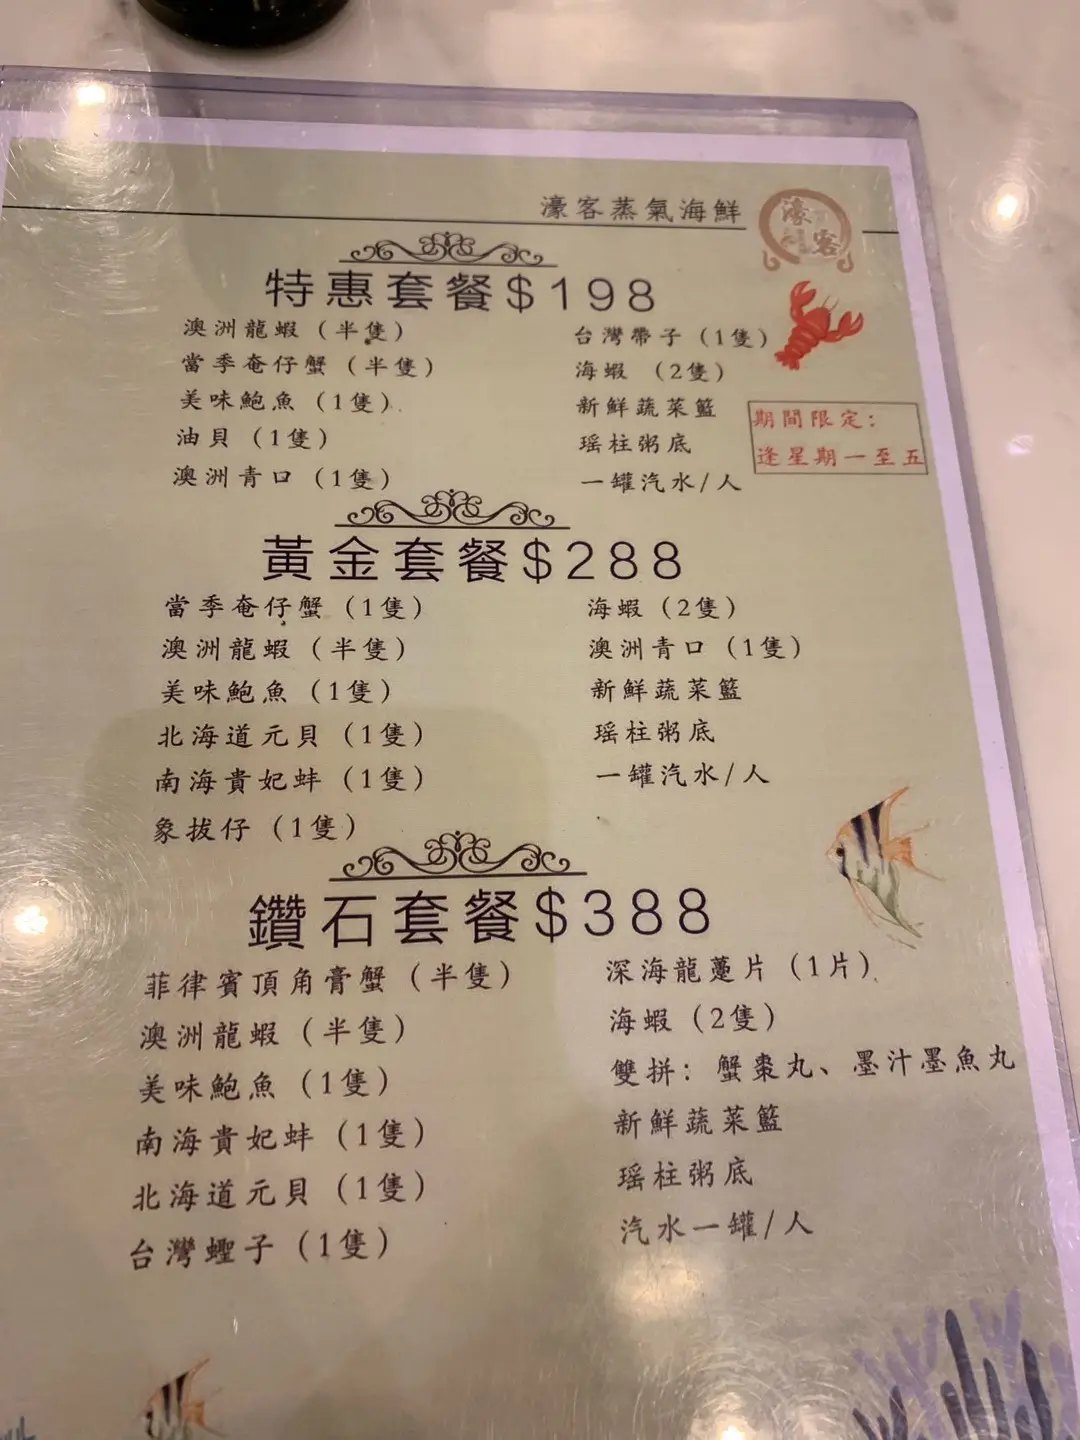 濠客蒸氣海鮮
濠客
特惠套餐$198
澳洲龍蝦（半隻）
當季奄仔蟹（半隻）
美味鮑魚（1隻）
油貝（1隻）
澳洲青口（1隻）
台灣帶子（1隻）
海蝦（2隻）
新鮮蔬菜籃
瑶柱粥底
一罐汽水/人
期間限定：
逢星期一至五
黃金套餐$288
當季奄仔蟹（1隻）
澳洲龍蝦（半隻）
美味鮑魚（1隻）
北海道元貝（1隻）
南海貴妃蚌（1隻）
象拔仔（1隻）
海蝦（2隻）
澳洲青口（1隻）
新鮮蔬菜籃
瑶柱粥底
一罐汽水/人
鑽石套餐$388
菲律賓頂角膏蟹（半隻）
澳洲龍蝦（半隻）
美味鮑魚（1隻）
南海貴妃蚌（1隻）
北海道元貝（1隻）
台灣蟶子（1隻）
深海龍躉片（1片）
海蝦（2隻）
雙拼：蟹棗丸、墨汁墨魚丸
新鮮蔬菜籃
瑶柱粥底
汽水一罐/人